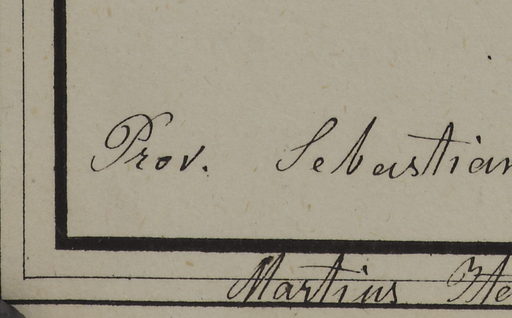 Prov. Sebastian
Martius